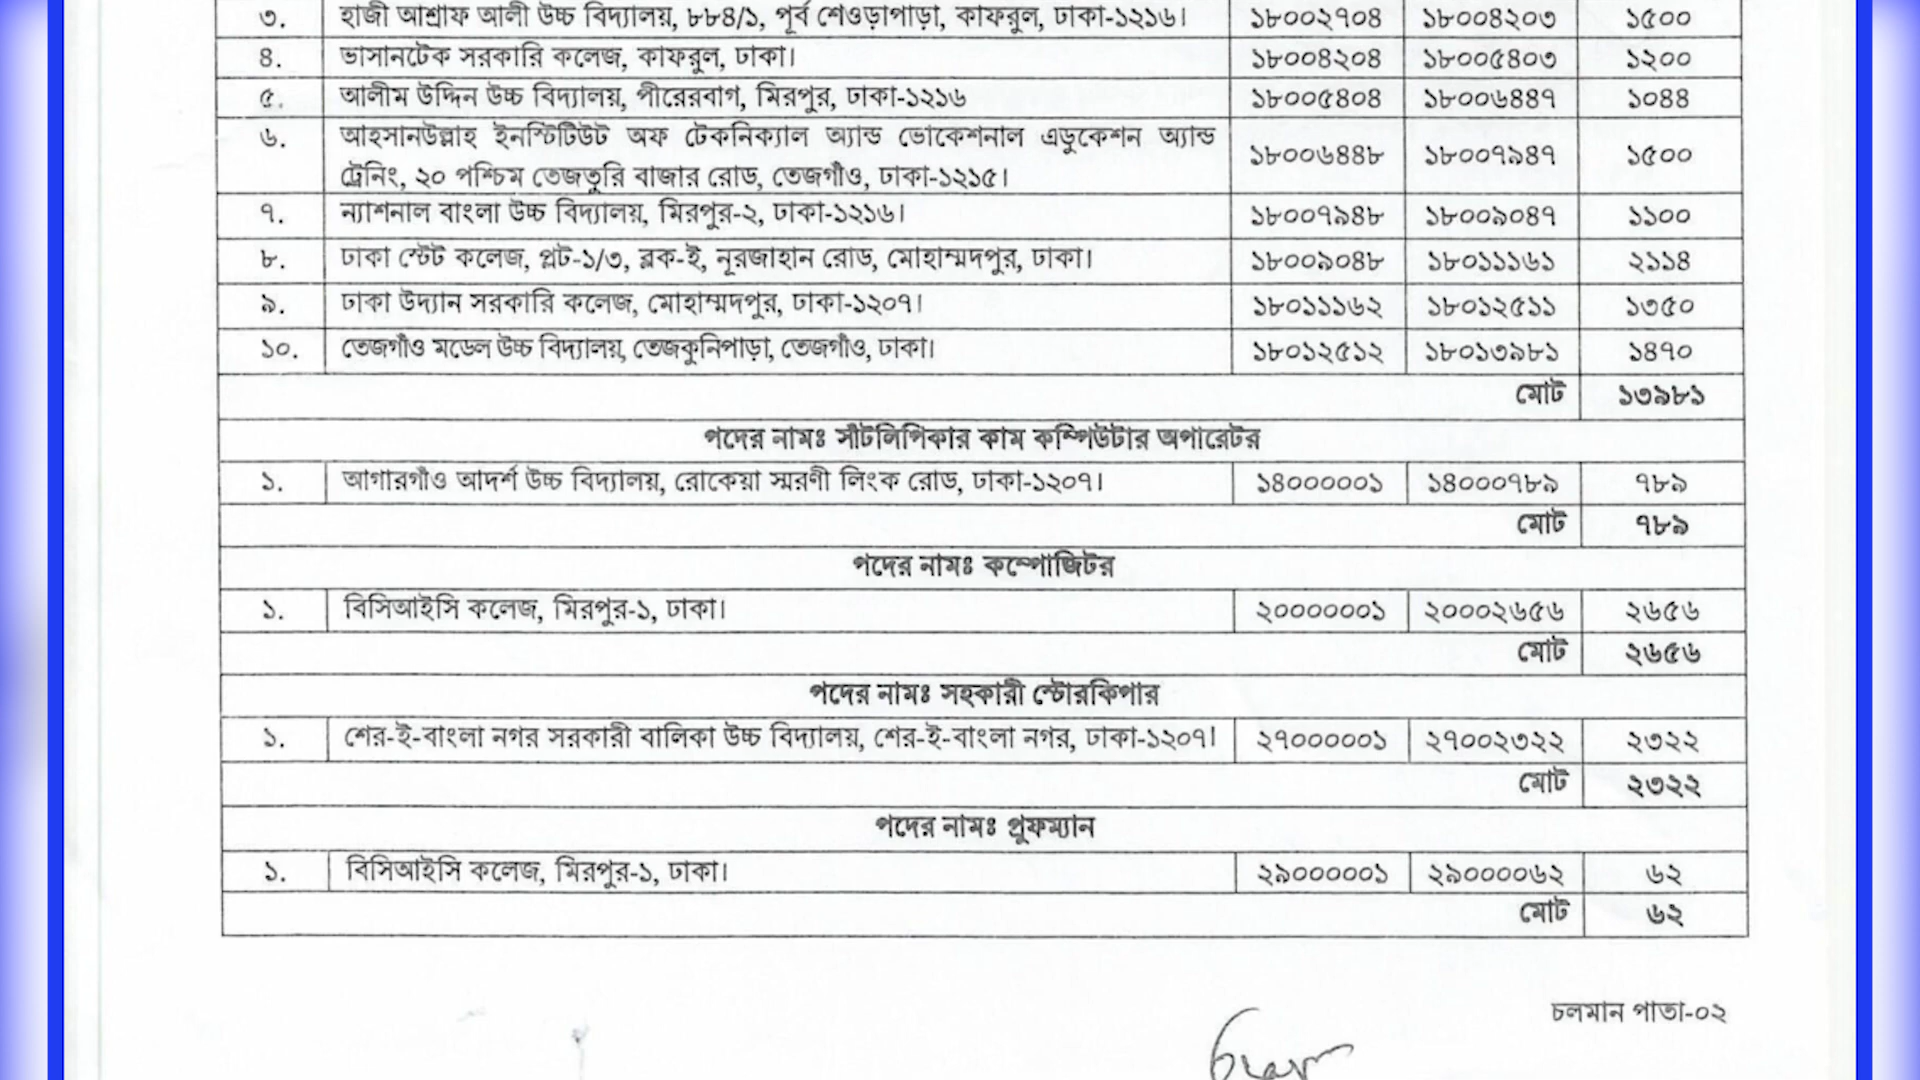 ৩. হাজী আশ্রাফ আলী উচ্চ বিদ্যালয়, ৮৮৪/১, পূর্ব শেওড়াপাড়া, কাফরুল, ঢাকা-১২১৬। ১৮০০২৭০৪ ১৮০০৪২০৩ ১৫০০
৪. ভাসানটেক সরকারি কলেজ, কাফরুল, ঢাকা। ১৮০০৪২০৪ ১৮০০৫৪০৩ ১২০০
৫. আলীম উদ্দিন উচ্চ বিদ্যালয়, পীরেরবাগ, মিরপুর, ঢাকা-১২১৬ ১৮০০৫৪০৪ ১৮০০৬৪৪৭ ১০৪৪
৬. আহসানউল্লাহ ইনস্টিটিউট অফ টেকনিক্যাল অ্যান্ড ভোকেশনাল এডুকেশন অ্যান্ড
ট্রেনিং, ২০ পশ্চিম তেজতুরি বাজার রোড, তেজগাঁও, ঢাকা-১২১৫। ১৮০০৬৪৪৮ ১৮০০৭৯৪৭ ১৫০০
৭. ন্যাশনাল বাংলা উচ্চ বিদ্যালয়, মিরপুর-২, ঢাকা-১২১৬। ১৮০০৭৯৪৮ ১৮০০৯০৪৭ ১১০০
৮. ঢাকা স্টেট কলেজ, প্লট-১/৩, ব্লক-ই, নূরজাহান রোড, মোহাম্মদপুর, ঢাকা। ১৮০০৯০৪৮ ১৮০১১১৬১ ২১১৪
৯. ঢাকা উদ্যান সরকারি কলেজ, মোহাম্মদপুর, ঢাকা-১২০৭। ১৮০১১১৬২ ১৮০১২৫১১ ১৩৫০
১০. তেজগাঁও মডেল উচ্চ বিদ্যালয়, তেজকুনিপাড়া, তেজগাঁও, ঢাকা। ১৮০১২৫১২ ১৮০১৩৯৮১ ১৪৭০
মোট ১৩৯৮১
পদের নামঃ সাঁটলিপিকার কাম কম্পিউটার অপারেটর
১. আগারগাঁও আদর্শ উচ্চ বিদ্যালয়, রোকেয়া স্মরণী লিংক রোড, ঢাকা-১২০৭। ১৪০০০০০১ ১৪০০০৭৮৯ ৭৮৯
মোট ৭৮৯
পদের নামঃ কম্পোজিটর
১. বিসিআইসি কলেজ, মিরপুর-১, ঢাকা। ২০০০০০০১ ২০০০২৬৫৬ ২৬৫৬
মোট ২৬৫৬
পদের নামঃ সহকারী স্টোরকিপার
১. শের-ই-বাংলা নগর সরকারী বালিকা উচ্চ বিদ্যালয়, শের-ই-বাংলা নগর, ঢাকা-১২০৭। ২৭০০০০০১ ২৭০০২৩২২ ২৩২২
মোট ২৩২২
পদের নামঃ প্রুফম্যান
১. বিসিআইসি কলেজ, মিরপুর-১, ঢাকা। ২৯০০০০০১ ২৯০০০০৬২ ৬২
মোট ৬২
চলমান পাতা-০২